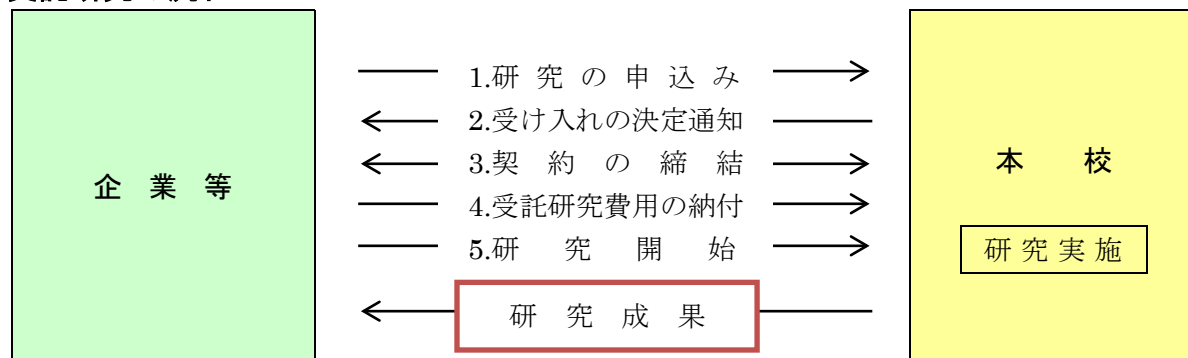 1.研究の申込み
2.受け入れの決定通知
3.契約の締結
4.受託研究費用の納付
5.研究開始
研究成果
企業等
本校
研究実施